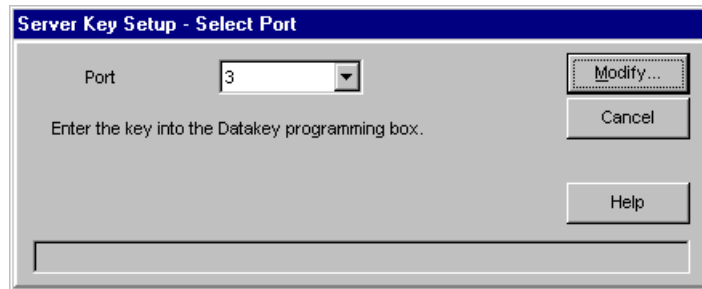 Server Key Setup - Select Port
Port 3 Modify...
Cancel
Enter the key into the Datakey programming box.
Help